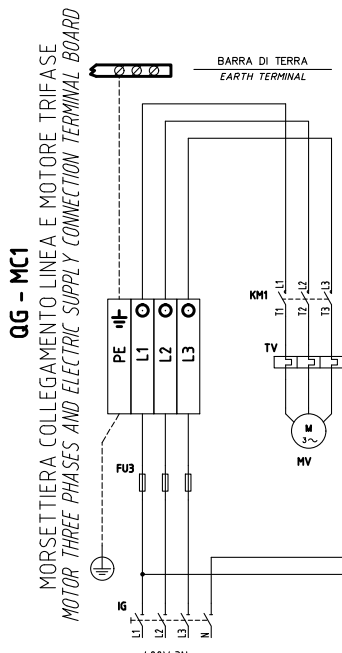 QG - MC1
MORSETTIERA COLLEGAMENTO LINEA E MOTORE TRIFASE
MOTOR THREE PHASES AND ELECTRIC SUPPLY CONNECTION TERMINAL BOARD
BARRA DI TERRA
EARTH TERMINAL
KM1
L1 L2 L3
T1 T2 T3
TV
PE L1 L2 L3
M
3~
MV
FU3
IG
L1 L2 L3 N